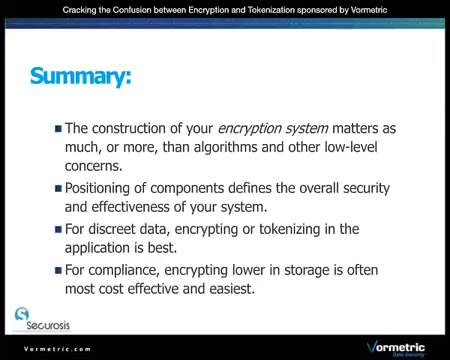 Cracking the Confusion between Encryption and Tokenization sponsored by Vormetric
Summary:
The construction of your encryption system matters as
much, or more, than algorithms and other low-level
concerns.
Positioning of components defines the overall security
and effectiveness of your system.
For discreet data, encrypting or tokenizing in the
application is best.
For compliance, encrypting lower in storage is often
most cost effective and easiest.
Securosis
Vormetric.com
Vormetric
Data Security